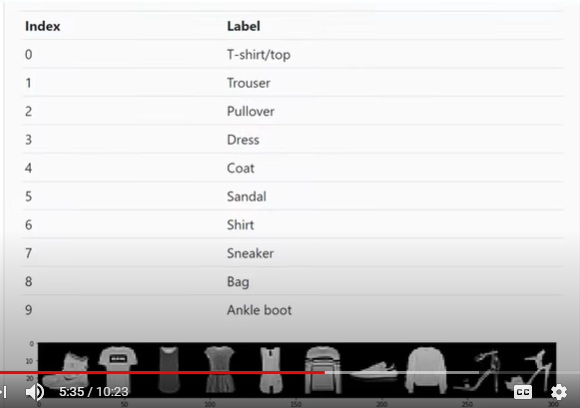 Index Label
0 T-shirt/top
1 Trouser
2 Pullover
3 Dress
4 Coat
5 Sandal
6 Shirt
7 Sneaker
8 Bag
9 Ankle boot
0
10
20
0 50 100 150 200 250 300
5:35 / 10:23 CC